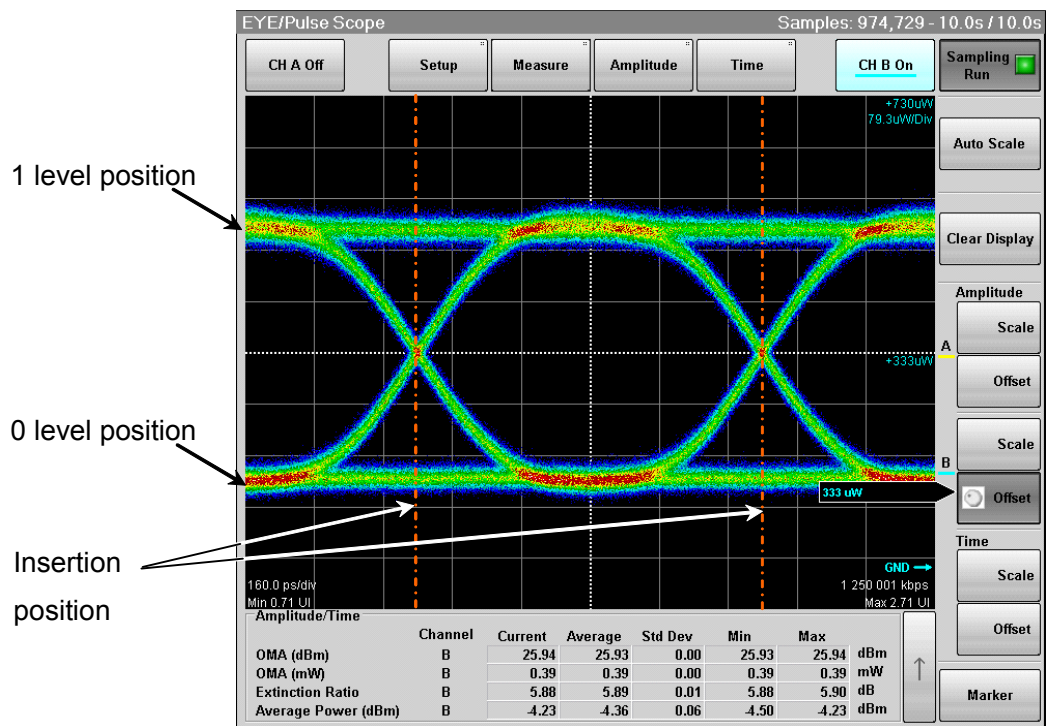 EYE/Pulse Scope Samples: 974,729 - 10.0s / 10.0s
CH A Off Setup Measure Amplitude Time CH B On Sampling Run
+730uW
79.3uW/Div
Auto Scale
1 level position
Clear Display
Amplitude
Scale
A
+333uW
Offset
0 level position
Scale
B
333 uW
Offset
Time
Insertion
position
GND
Scale
160.0 ps/div 1 250 001 kbps
Min 0.71 UI Max 2.71 UI
Offset
Amplitude/Time
Channel Current Average Std Dev Min Max
OMA (dBm) B 25.94 25.93 0.00 25.93 25.94 dBm
OMA (mW) B 0.39 0.39 0.00 0.39 0.39 mW
Extinction Ratio B 5.88 5.89 0.01 5.88 5.90 dB
Average Power (dBm) B -4.23 -4.36 0.06 -4.50 -4.23 dBm
Marker